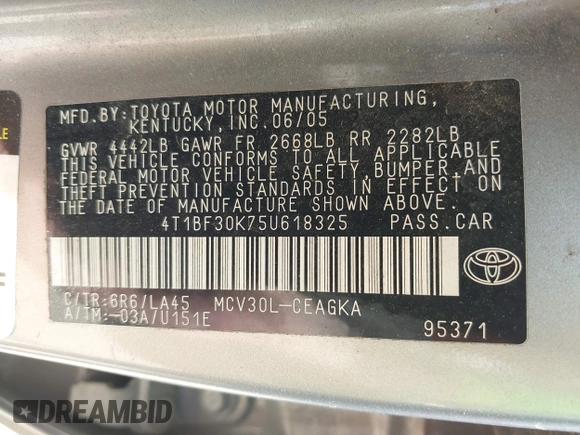 MFD.BY:TOYOTA MOTOR MANUFACTURING,
KENTUCKY,INC.06/05
GVWR 4442LB GAWR FR 2668LB RR 2282LB
THIS VEHICLE CONFORMS TO ALL APPLICABLE
FEDERAL MOTOR VEHICLE SAFETY,BUMPER,AND
THEFT PREVENTION STANDARDS IN EFFECT ON
THE DATE OF MANUFACTURE SHOWN ABOVE.
4T1BF30K75U618325 PASS.CAR
C/TR:6R6/LA45 MCV30L-CEAGKA
A/TM:-03A/U151E
95371
DREAMBID